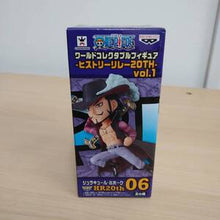 ONE PIECE
BANPRESTO
ワールドコレクタブルフィギュア
-ヒストリーリレー20TH-
vol.1
ジュラキュール・ミホーク
HR20th 06